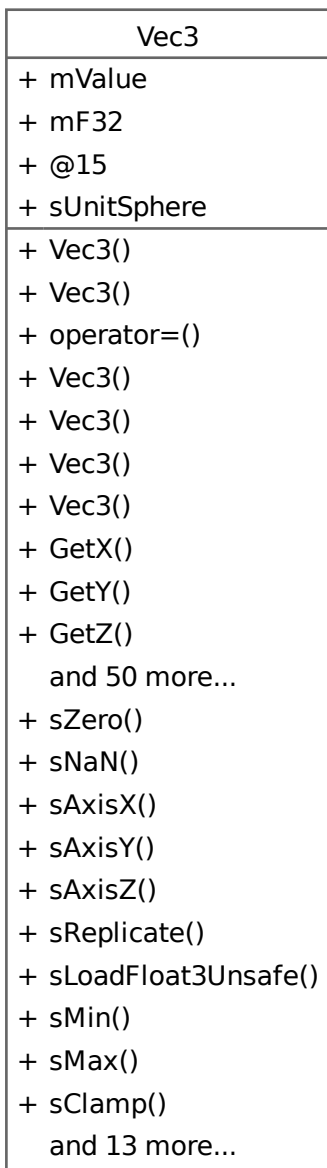 Vec3
+ mValue
+ mF32
+ @15
+ sUnitSphere
+ Vec3()
+ Vec3()
+ operator=()
+ Vec3()
+ Vec3()
+ Vec3()
+ Vec3()
+ GetX()
+ GetY()
+ GetZ()
and 50 more...
+ sZero()
+ sNaN()
+ sAxisX()
+ sAxisY()
+ sAxisZ()
+ sReplicate()
+ sLoadFloat3Unsafe()
+ sMin()
+ sMax()
+ sClamp()
and 13 more...